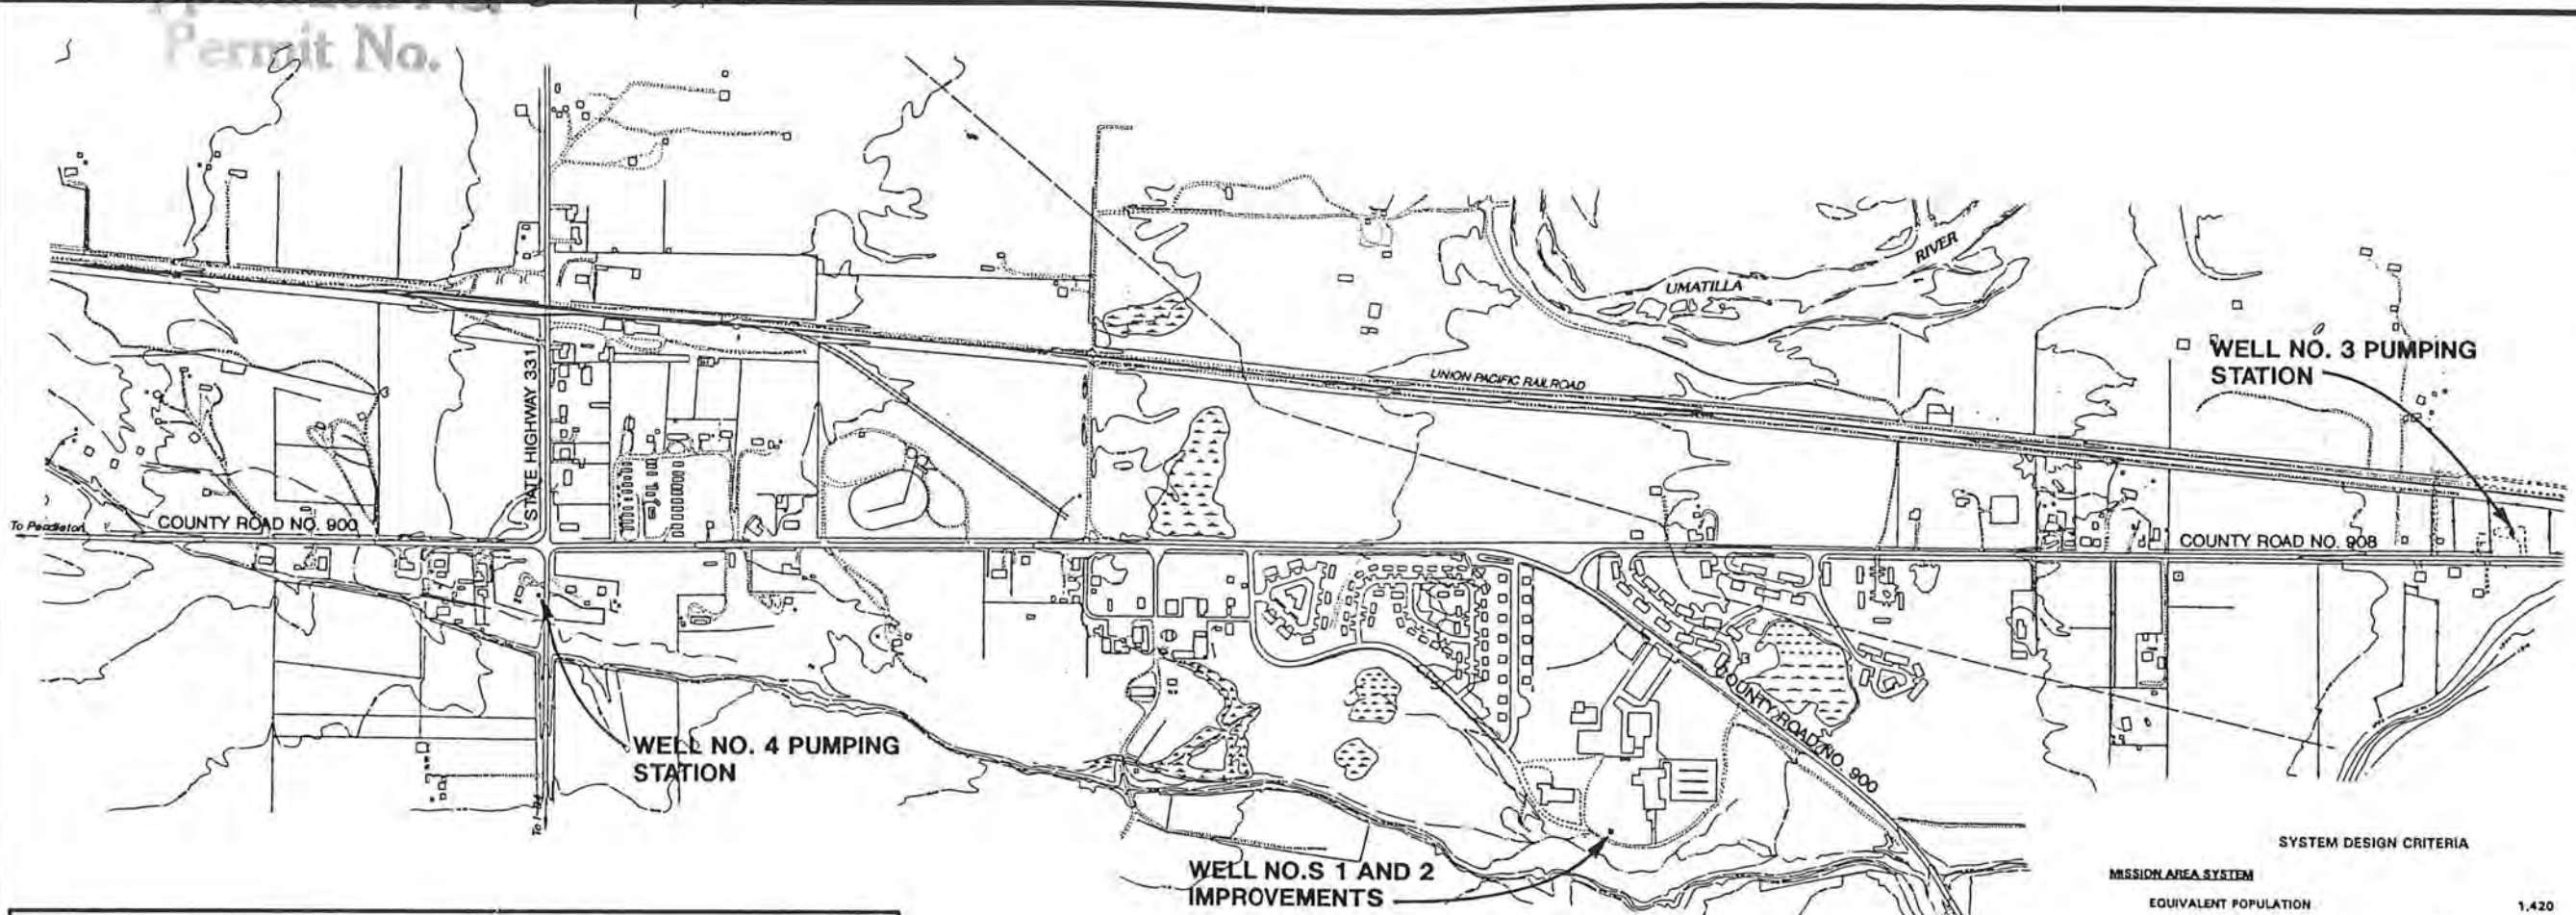 Permit No.
UMATILLA
RIVER
WELL NO. 3 PUMPING
STATION
UNION PACIFIC RAILROAD
STATE HIGHWAY 331
To Pendleton
COUNTY ROAD NO. 900
COUNTY ROAD NO. 908
COUNTY ROAD NO. 900
WELL NO. 4 PUMPING
STATION
To I-84
WELL NO.S 1 AND 2
IMPROVEMENTS
SYSTEM DESIGN CRITERIA
MISSION AREA SYSTEM
EQUIVALENT POPULATION 1,420